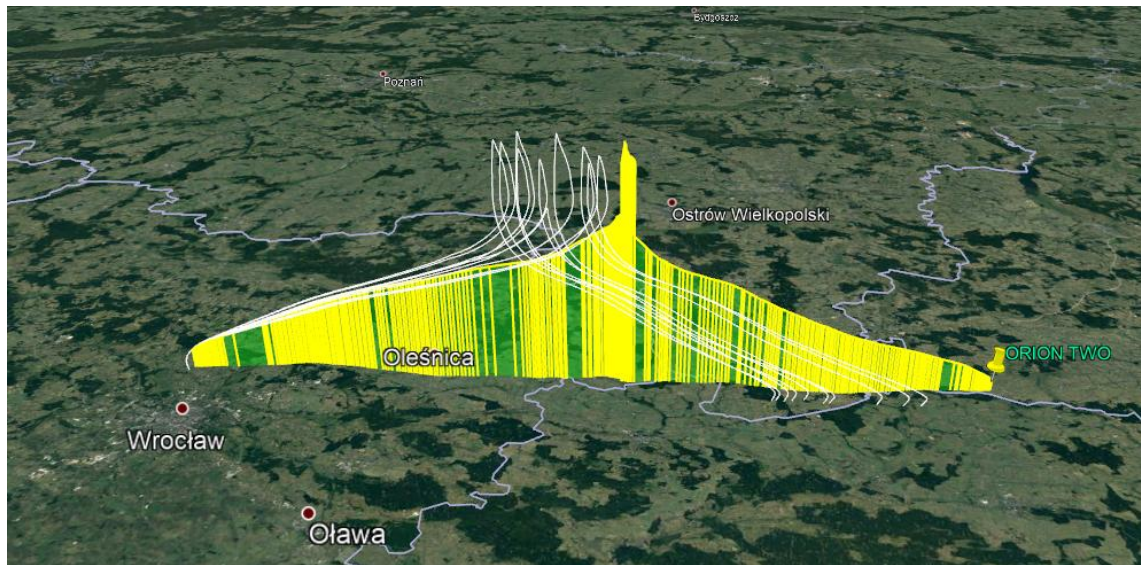 Bydgoszcz
Poznań
Ostrów Wielkopolski
ORION TWO
Oleśnica
Wrocław
Oława